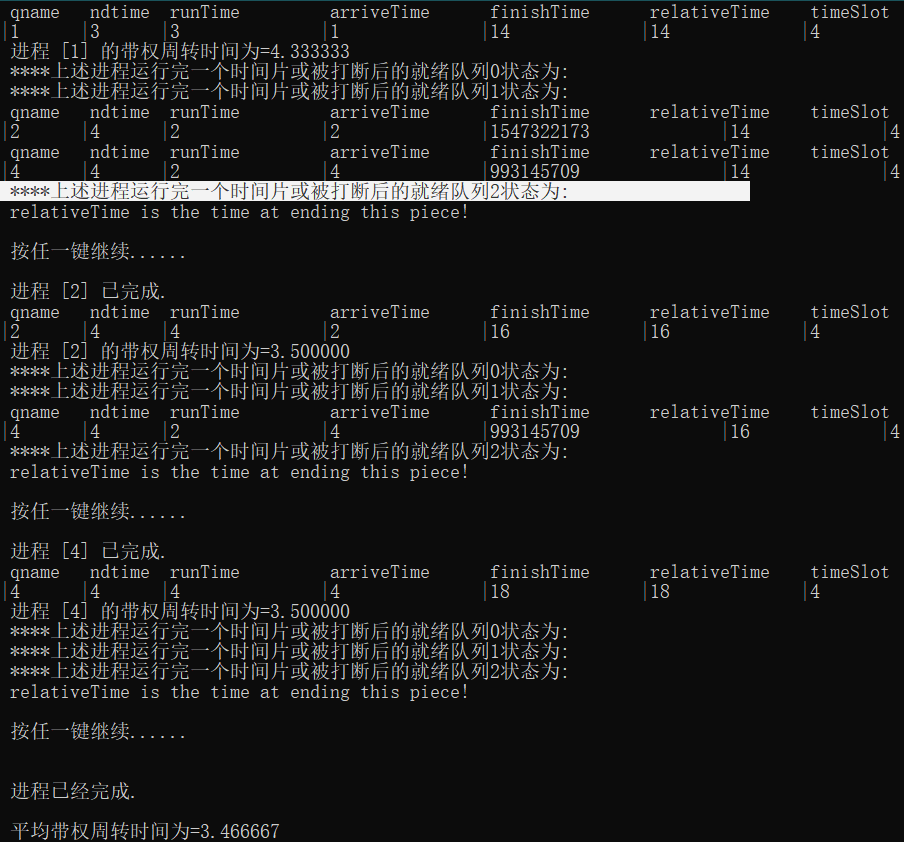 qname ndtime runTime arriveTime finishTime relativeTime timeSlot
|1 |3 |3 |1 |14 |14 |4
进程 [1] 的带权周转时间为=4.333333
****上述进程运行完一个时间片或被打断后的就绪队列0状态为:
****上述进程运行完一个时间片或被打断后的就绪队列1状态为:
qname ndtime runTime arriveTime finishTime relativeTime timeSlot
|2 |4 |2 |2 |1547322173 |14 |4
qname ndtime runTime arriveTime finishTime relativeTime timeSlot
|4 |4 |2 |4 |993145709 |14 |4
****上述进程运行完一个时间片或被打断后的就绪队列2状态为:
relativeTime is the time at ending this piece!
按任一键继续......
进程 [2] 已完成.
qname ndtime runTime arriveTime finishTime relativeTime timeSlot
|2 |4 |4 |2 |16 |16 |4
进程 [2] 的带权周转时间为=3.500000
****上述进程运行完一个时间片或被打断后的就绪队列0状态为:
****上述进程运行完一个时间片或被打断后的就绪队列1状态为:
qname ndtime runTime arriveTime finishTime relativeTime timeSlot
|4 |4 |2 |4 |993145709 |16 |4
****上述进程运行完一个时间片或被打断后的就绪队列2状态为:
relativeTime is the time at ending this piece!
按任一键继续......
进程 [4] 已完成.
qname ndtime runTime arriveTime finishTime relativeTime timeSlot
|4 |4 |4 |4 |18 |18 |4
进程 [4] 的带权周转时间为=3.500000
****上述进程运行完一个时间片或被打断后的就绪队列0状态为:
****上述进程运行完一个时间片或被打断后的就绪队列1状态为:
****上述进程运行完一个时间片或被打断后的就绪队列2状态为:
relativeTime is the time at ending this piece!
按任一键继续......
进程已经完成.
平均带权周转时间为=3.466667